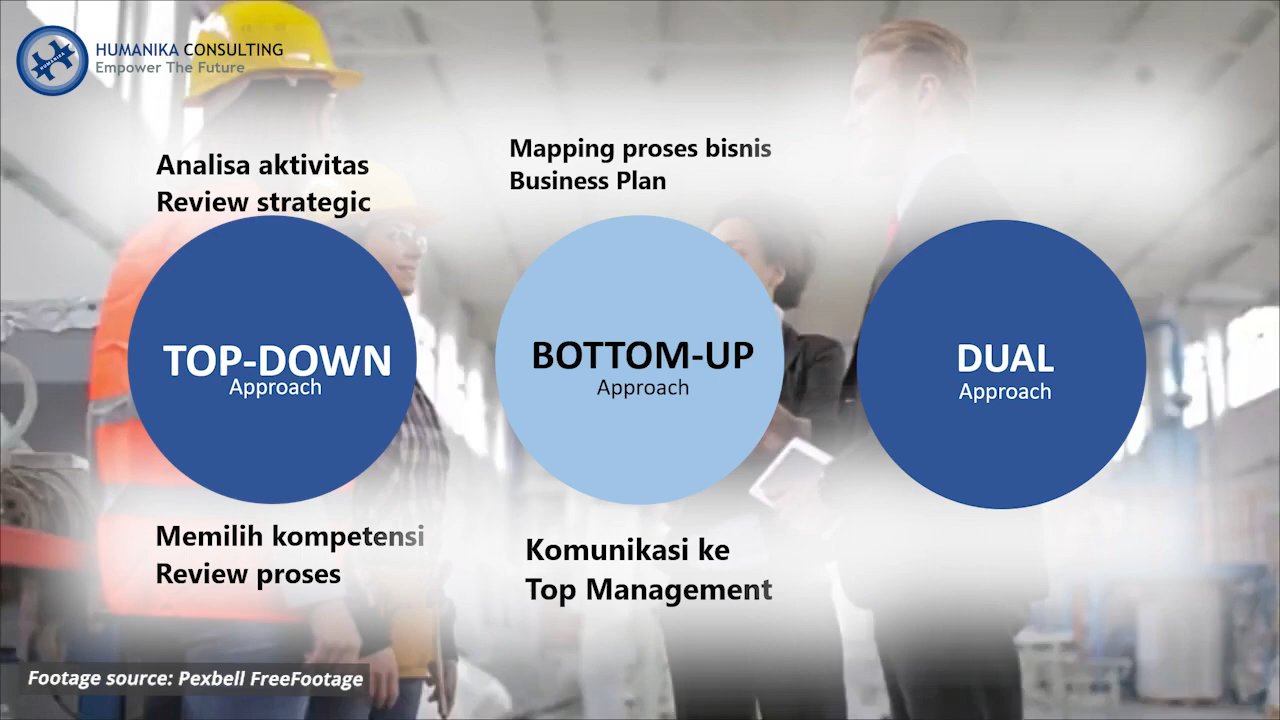 HUMANIKA CONSULTING
Empower The Future
Analisa aktivitas
Review strategic
TOP-DOWN
Approach
Memilih kompetensi
Review proses
Mapping proses bisnis
Business Plan
BOTTOM-UP
Approach
Komunikasi ke
Top Management
DUAL
Approach
Footage source: Pexbell FreeFootage